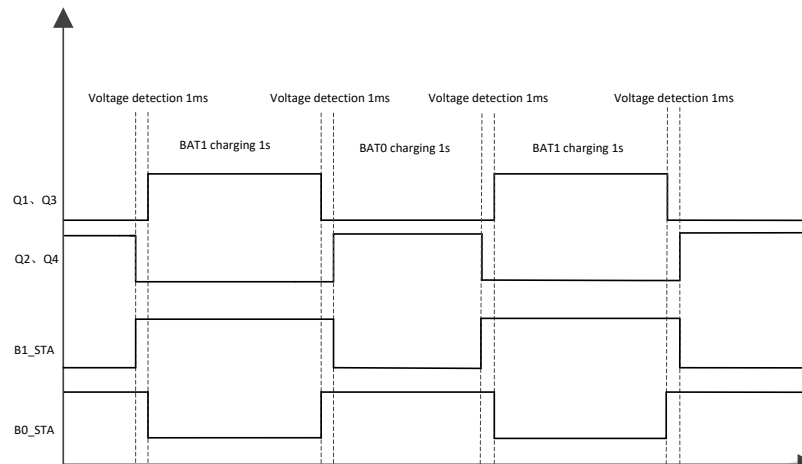 Voltage detection 1ms Voltage detection 1ms Voltage detection 1ms Voltage detection 1ms
BAT1 charging 1s BAT0 charging 1s BAT1 charging 1s
Q1、Q3
Q2、Q4
B1_STA
B0_STA